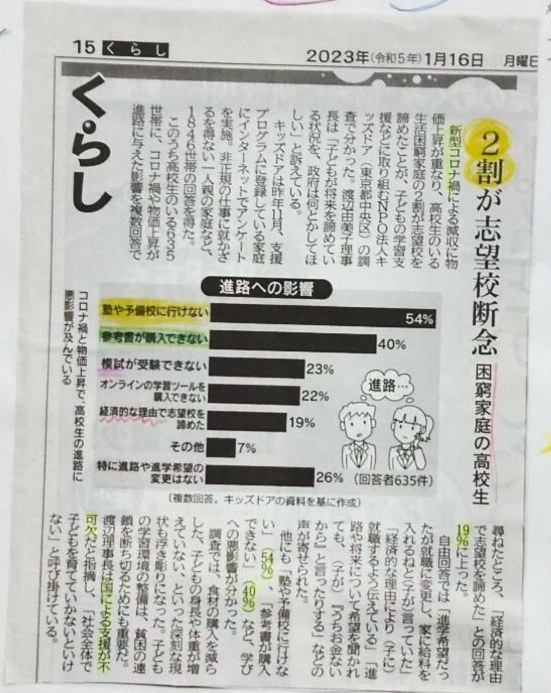 15 くらし
2023年(令和5年)1月16日 月曜日
くらし
2割が志望校断念
困窮家庭の高校生
新型コロナ禍による減収に物
価上昇が重なり、高校生のいる
生活困窮家庭の2割が志望校を
諦めたことが、子どもの学習支
援などに取り組むNPO法人キ
ッズドア(東京都中央区)の調
査で分かった。渡辺由美子理事
長は「子どもが将来を諦めてい
る状況を、政府は何とかしてほ
しい」と訴えている。
キッズドアは昨年11月、支援
プログラムに登録している家庭
にインターネットでアンケート
を実施。非正規の仕事に就かざ
るを得ない一人親の家庭など、
1846世帯の回答を得た。
このうち高校生のいる635
世帯に、コロナ禍や物価上昇が
進路に与えた影響を複数回答で
進路への影響
塾や予備校に行けない 54%
参考書が購入できない 40%
模試が受験できない 23%
オンラインの学習ツールを
購入できない 22%
経済的な理由で志望校を
諦めた 19%
その他 7%
特に進路や進学希望の
変更はない 26%
進路…
(回答者635件)
(複数回答、キッズドアの資料を基に作成)
コロナ禍と物価上昇で、高校生の進路に
悪影響が及んでいる
尋ねたところ、「経済的な理由
で志望校を諦めた」との回答が
19%に上った。
自由回答では「進学希望だっ
たが就職に変更し、家に給料を
入れるねと子が言っていた」
「経済的な理由により(子に)
就職するよう伝えている」「進
路や将来について希望を聞かれ
ても、(子が)『うちお金ない
から』と言ったりする」などの
声が寄せられた。
他にも「塾や予備校に行けな
い」(54%)、「参考書が購入
できない」(40%)など、学び
への悪影響が分かった。
調査では、食材の購入を減ら
した、子どもの身長や体重が増
えていない、といった深刻な現
状も浮き彫りになった。子ども
の学習環境の整備は、貧困の連
鎖を断ち切るためにも重要だ。
渡辺理事長は国による支援が不
可欠だと指摘し、「社会全体で
子どもを育てていかないといけ
ない」と呼び掛けている。